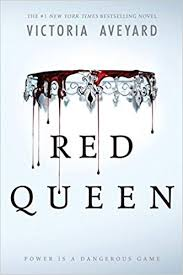 VICTORIA AVEYARD
THE #1 NEW YORK TIMES BESTSELLING NOVEL
RED
QUEEN
POWER IS A DANGEROUS GAME